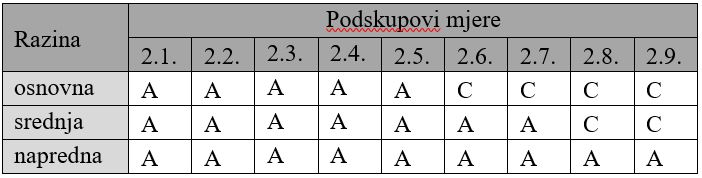 Razina Podskupovi mjere
2.1. 2.2. 2.3. 2.4. 2.5. 2.6. 2.7. 2.8. 2.9.
osnovna A A A A A C C C C
srednja A A A A A A A C C
napredna A A A A A A A A A